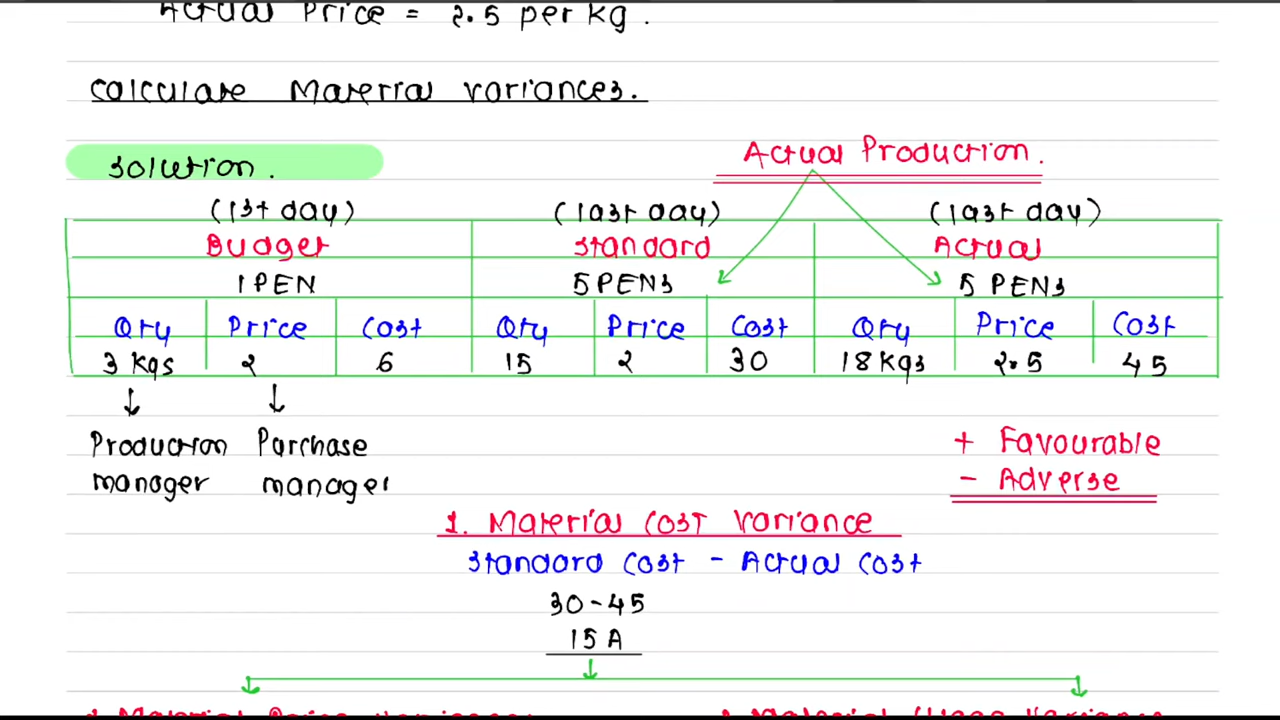 Actual Price = 2.5 per kg.
Calculate Material variances.
Solution.
Actual Production.
(1st day) (last day) (last day)
Budget Standard Actual
1 PEN 5 PENS 5 PENS
Qty Price Cost Qty Price Cost Qty Price Cost
3 Kgs 2 6 15 2 30 18 Kgs 2.5 45
Production Purchase
manager manager
+ Favourable
- Adverse
1. Material Cost Variance
Standard Cost - Actual Cost
30-45
15 A